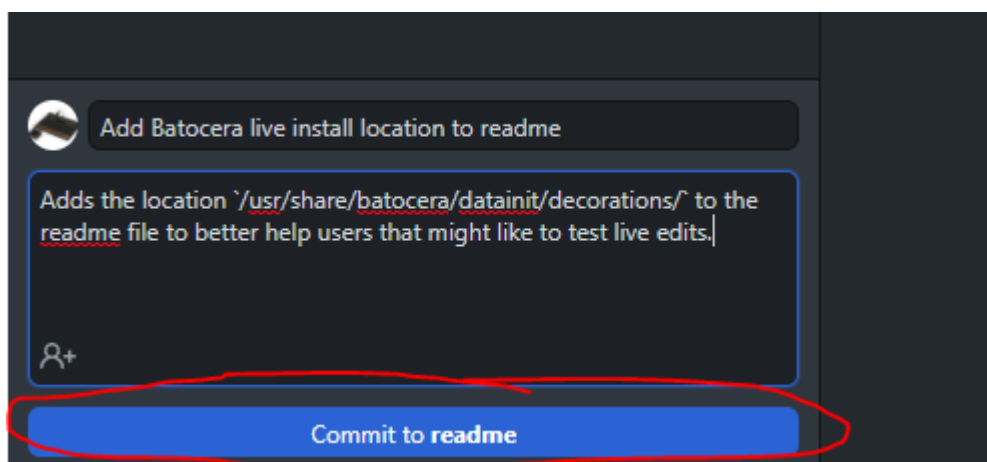 Add Batocera live install location to readme
Adds the location `/usr/share/batocera/datainit/decorations/` to the
readme file to better help users that might like to test live edits.
Commit to readme